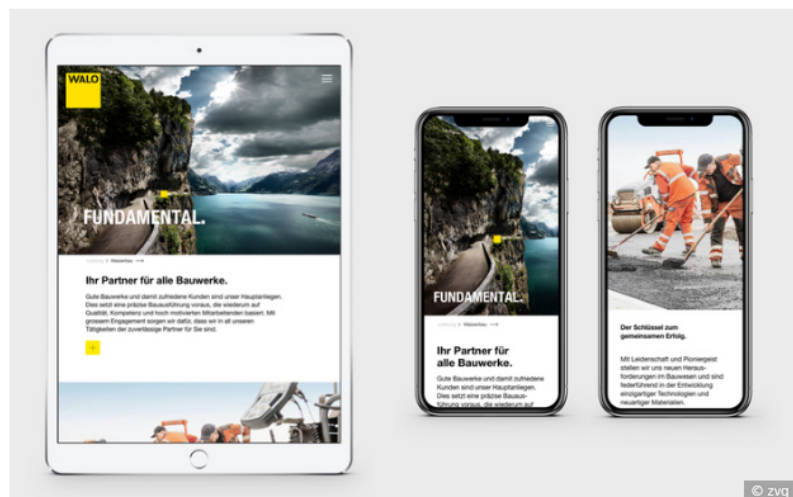 WALO
FUNDAMENTAL.
Wasserbau
Ihr Partner für alle Bauwerke.
Gute Bauwerke und damit zufriedene Kunden sind unser Hauptanliegen.
Dies setzt eine präzise Bauausführung voraus, die wiederum auf
Qualität, Kompetenz und hoch motivierten Mitarbeitenden basiert. Mit
grossem Engagement sorgen wir dafür, dass wir in all unseren
Tätigkeiten der zuverlässige Partner für Sie sind.
FUNDAMENTAL.
Wasserbau
Ihr Partner für
alle Bauwerke.
Gute Bauwerke und damit zufriedene
Kunden sind unser Hauptanliegen.
Dies setzt eine präzise Bauaus-
führung voraus, die wiederum auf
Der Schlüssel zum
gemeinsamen Erfolg.
Mit Leidenschaft und Pioniergeist
stellen wir uns neuen Heraus-
forderungen im Bauwesen und sind
federführend in der Entwicklung
einzigartiger Technologien und
neuartiger Materialien.
© zvg